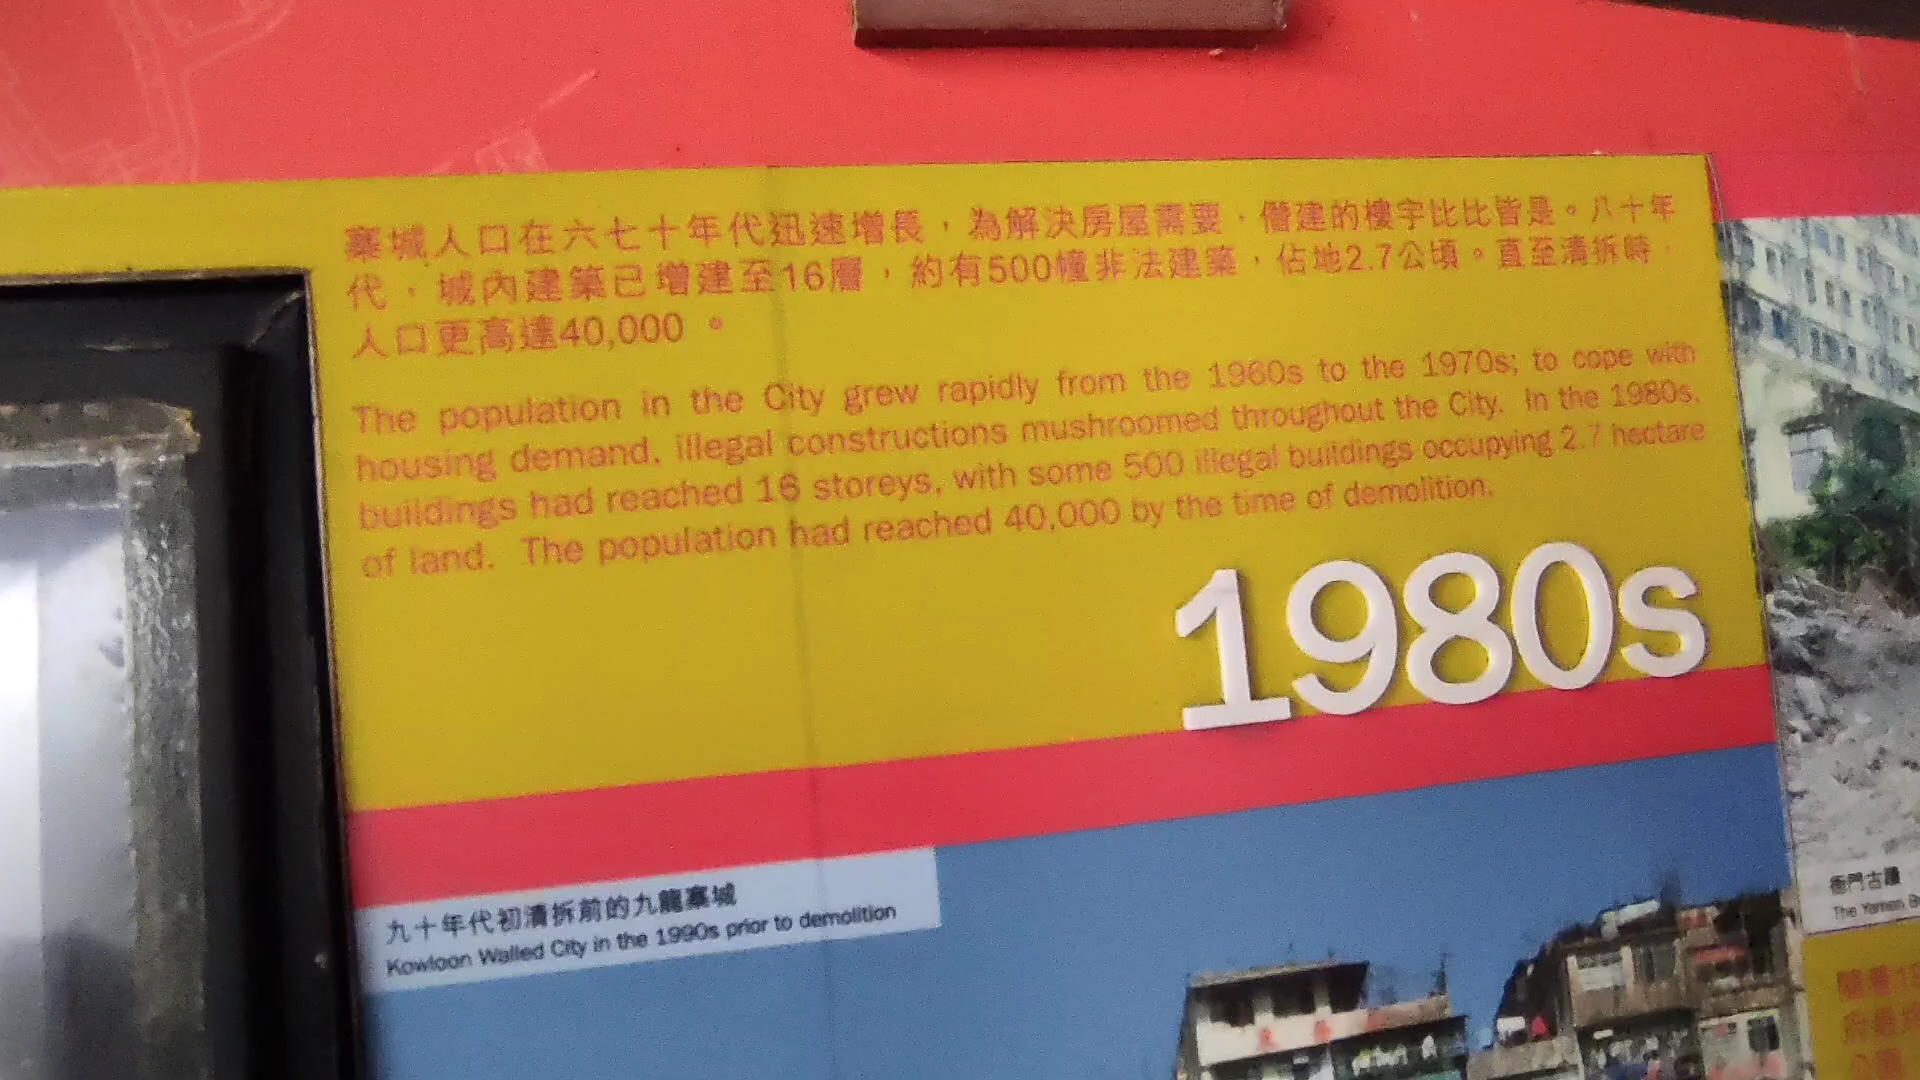 寨城人口在六七十年代迅速增長，為解決房屋需要，僭建的樓宇比比皆是。八十年
代，城內建築已增建至16層，約有500幢非法建築，佔地2.7公頃。直至清拆時，
人口更高達40,000。
The population in the City grew rapidly from the 1960s to the 1970s; to cope with
housing demand, illegal constructions mushroomed throughout the City. In the 1980s,
buildings had reached 16 storeys, with some 500 illegal buildings occupying 2.7 hectare
of land. The population had reached 40,000 by the time of demolition.
1980s
九十年代初清拆前的九龍寨城
Kowloon Walled City in the 1990s prior to demolition
衙門古蹟
The Yamen